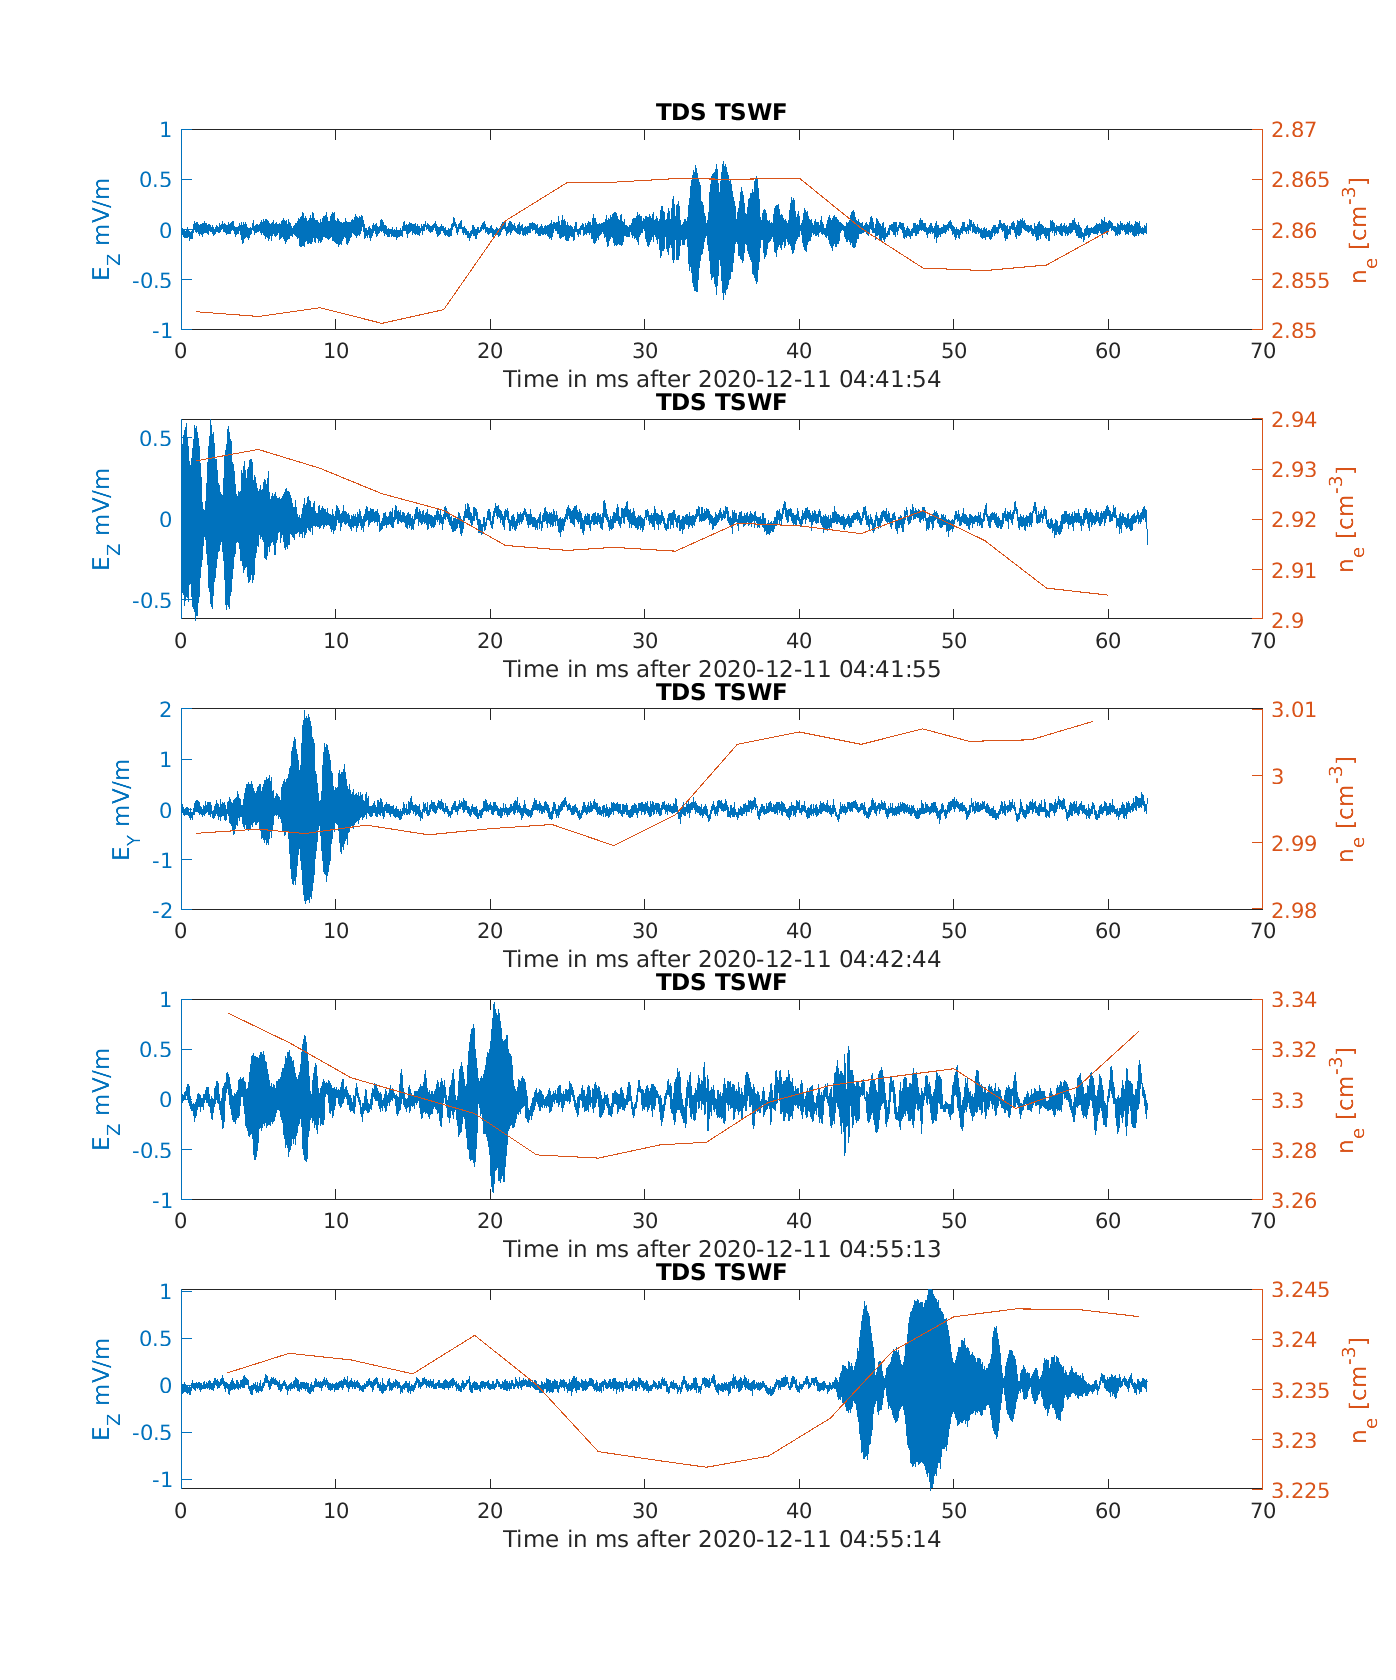 TDS TSWF
1
0.5
0
-0.5
-1
E_Z mV/m
2.87
2.865
2.86
2.855
2.85
n_e [cm^-3]
0 10 20 30 40 50 60 70
Time in ms after 2020-12-11 04:41:54
TDS TSWF
0.5
0
-0.5
E_Z mV/m
2.94
2.93
2.92
2.91
2.9
n_e [cm^-3]
0 10 20 30 40 50 60 70
Time in ms after 2020-12-11 04:41:55
TDS TSWF
2
1
0
-1
-2
E_Y mV/m
3.01
3
2.99
2.98
n_e [cm^-3]
0 10 20 30 40 50 60 70
Time in ms after 2020-12-11 04:42:44
TDS TSWF
1
0.5
0
-0.5
-1
E_Z mV/m
3.34
3.32
3.3
3.28
3.26
n_e [cm^-3]
0 10 20 30 40 50 60 70
Time in ms after 2020-12-11 04:55:13
TDS TSWF
1
0.5
0
-0.5
-1
E_Z mV/m
3.245
3.24
3.235
3.23
3.225
n_e [cm^-3]
0 10 20 30 40 50 60 70
Time in ms after 2020-12-11 04:55:14